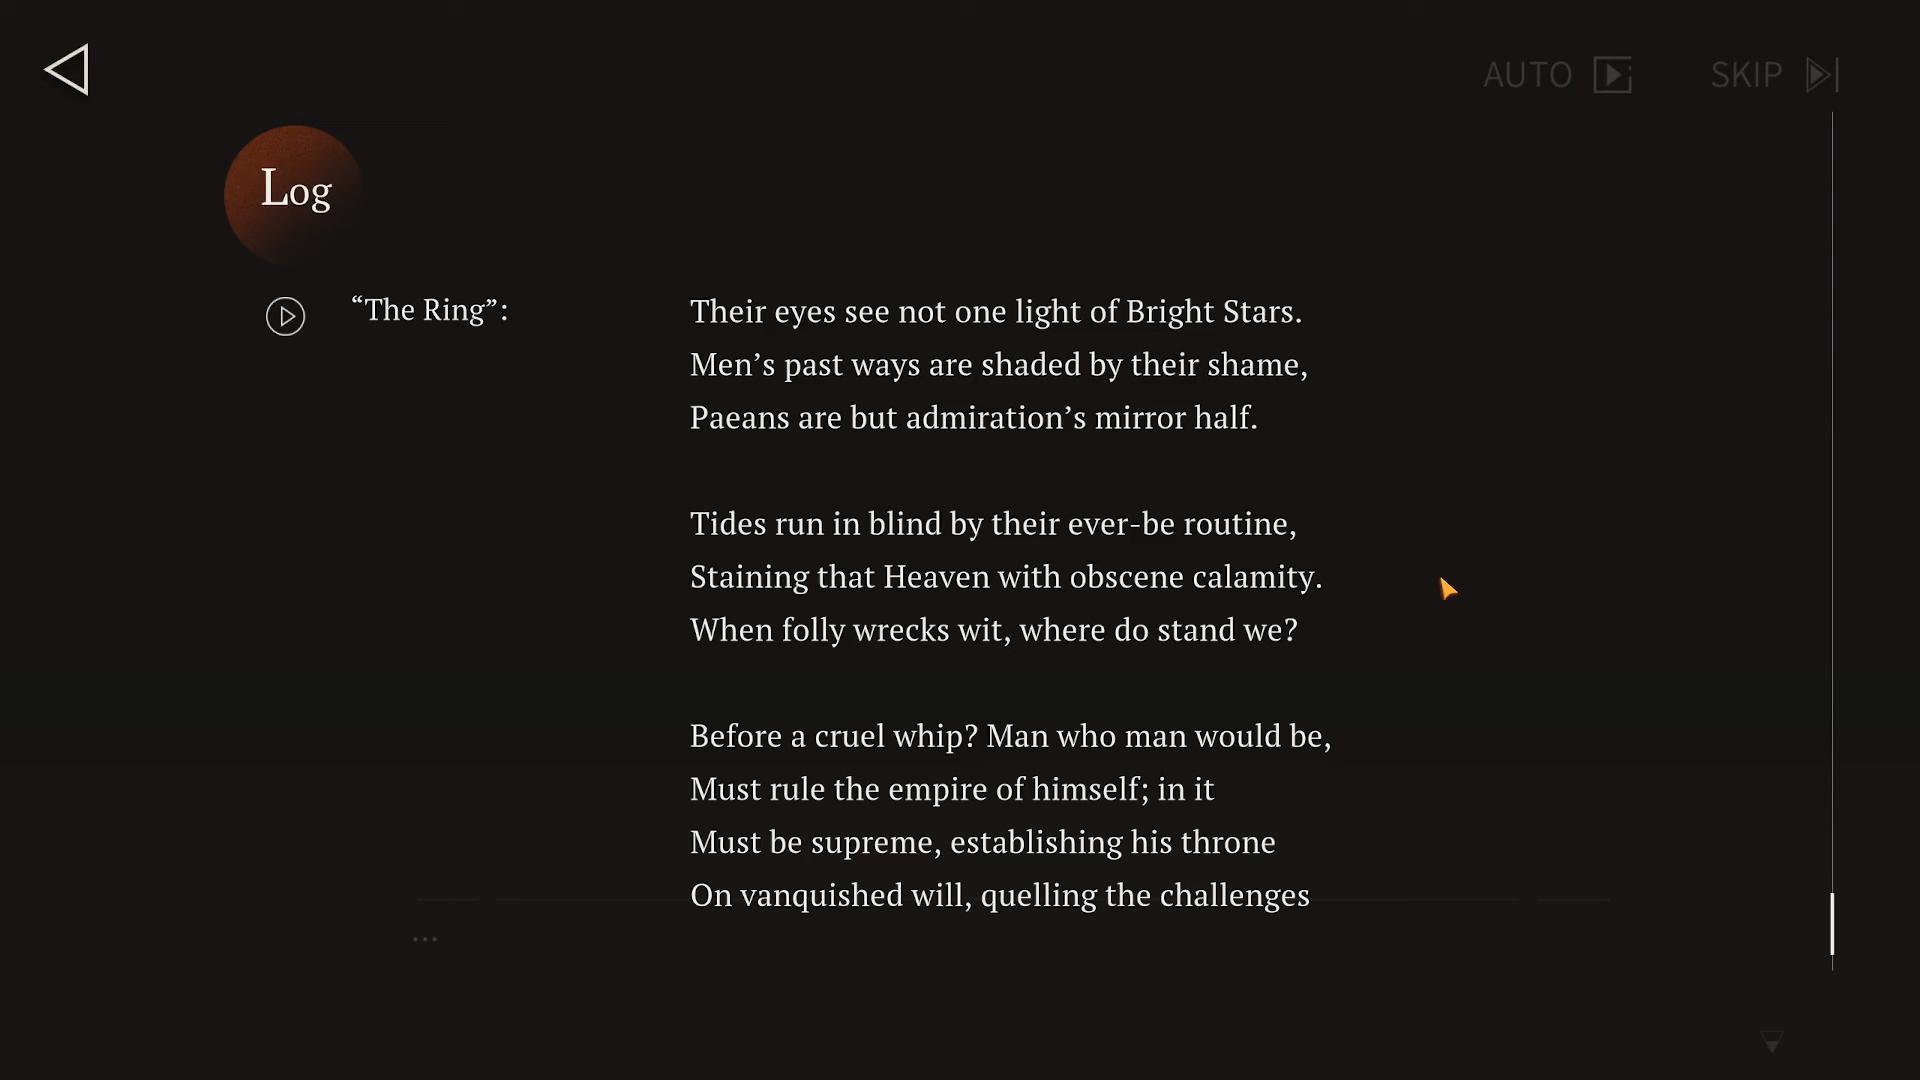 AUTO
SKIP
Log
“The Ring”:
Their eyes see not one light of Bright Stars.
Men’s past ways are shaded by their shame,
Paeans are but admiration’s mirror half.
Tides run in blind by their ever-be routine,
Staining that Heaven with obscene calamity.
When folly wrecks wit, where do stand we?
Before a cruel whip? Man who man would be,
Must rule the empire of himself; in it
Must be supreme, establishing his throne
On vanquished will, quelling the challenges
...